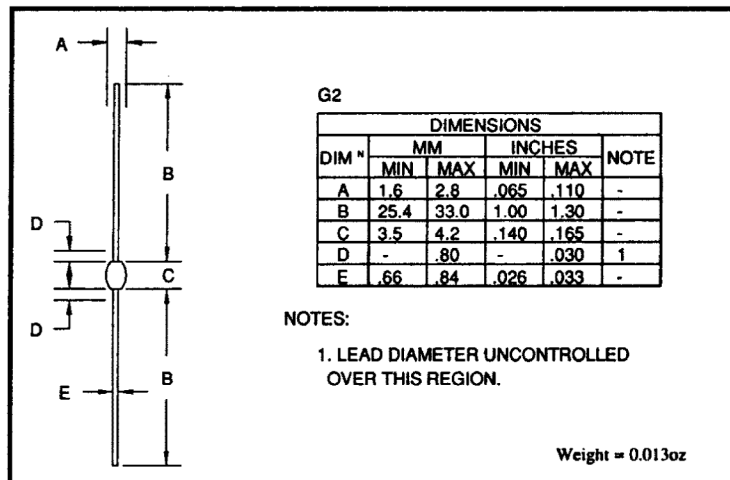 A
B
D
C
D
E
B
G2
DIMENSIONS
DIM ᴺ MM INCHES NOTE
MIN MAX MIN MAX
A 1.6 2.8 .065 .110 -
B 25.4 33.0 1.00 1.30 -
C 3.5 4.2 .140 .165 -
D - .80 - .030 1
E .66 .84 .026 .033 -
NOTES:
1. LEAD DIAMETER UNCONTROLLED
OVER THIS REGION.
Weight = 0.013oz